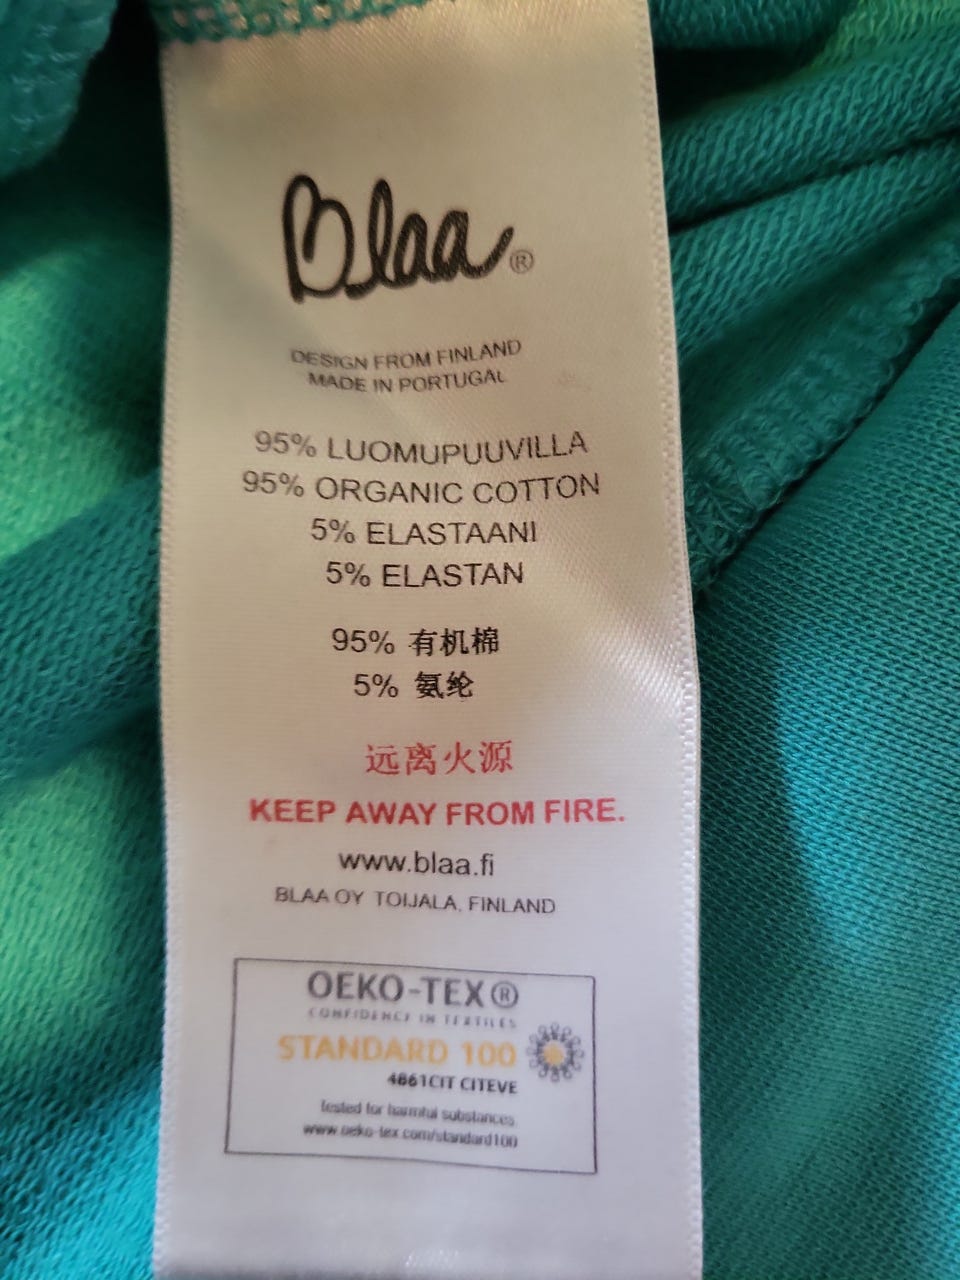 Blaa®
DESIGN FROM FINLAND
MADE IN PORTUGAL
95% LUOMUPUUVILLA
95% ORGANIC COTTON
5% ELASTAANI
5% ELASTAN
95% 有机棉
5% 氨纶
远离火源
KEEP AWAY FROM FIRE.
www.blaa.fi
BLAA OY TOIJALA, FINLAND
OEKO-TEX®
CONFIDENCE IN TEXTILES
STANDARD 100
4861CIT CITEVE
Tested for harmful substances
www.oeko-tex.com/standard100